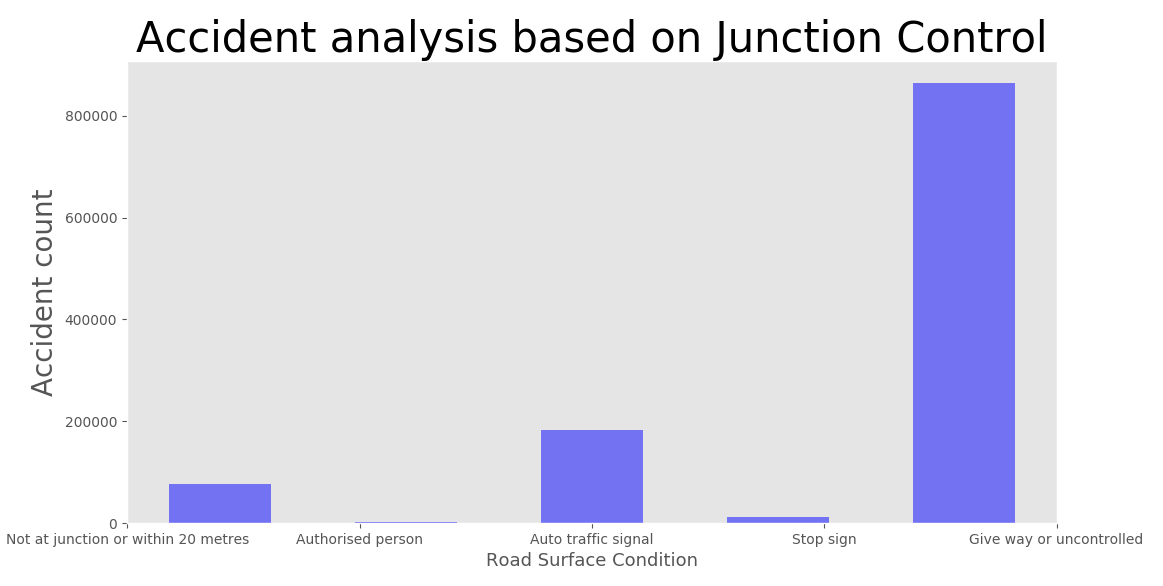 Accident analysis based on Junction Control
Accident count
800000
600000
400000
200000
0
Not at junction or within 20 metres
Authorised person
Auto traffic signal
Stop sign
Give way or uncontrolled
Road Surface Condition